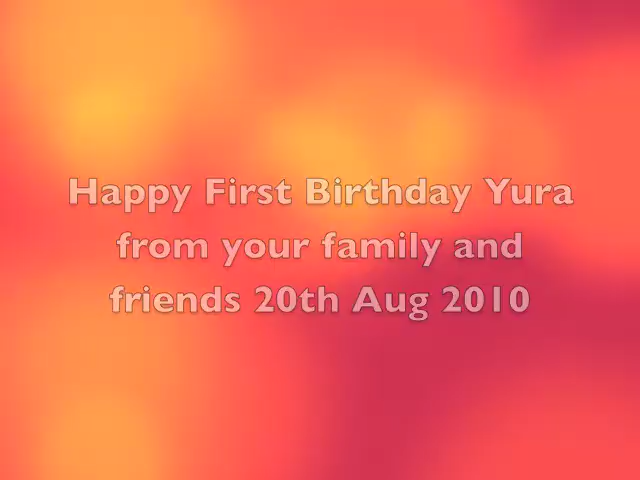 Happy First Birthday Yura
from your family and
friends 20th Aug 2010